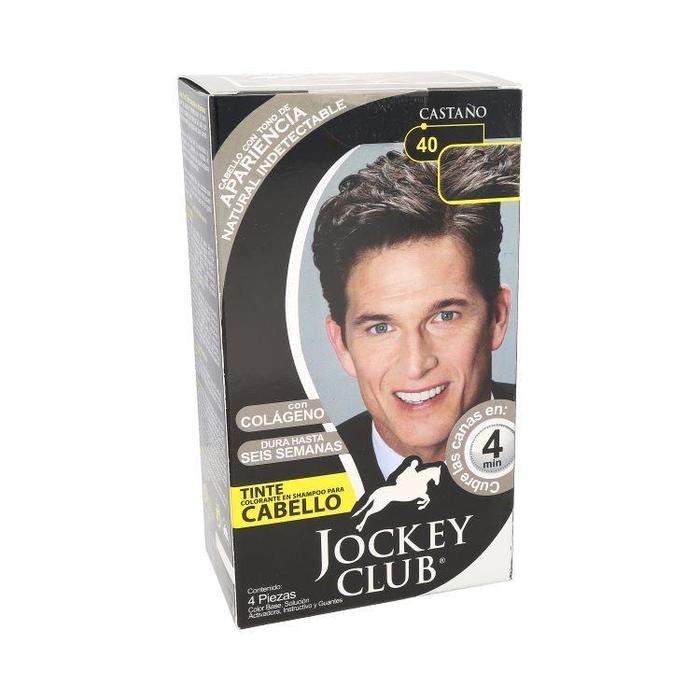 CABELLO CON TONO DE
APARIENCIA
NATURAL INDETECTABLE
CASTAÑO
40
con
COLÁGENO
DURA HASTA
SEIS SEMANAS
Cubre las canas en:
4
min
TINTE
COLORANTE EN SHAMPOO PARA
CABELLO
JOCKEY
CLUB®
Contenido:
4 Piezas
Color Base, Solución
Activadora, Instructivo y Guantes